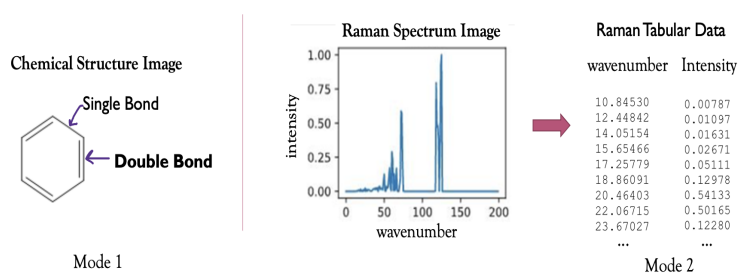 Chemical Structure Image
Single Bond
Double Bond
Mode 1
Raman Spectrum Image
intensity
1.00
0.75
0.50
0.25
0.00
0 50 100 150 200
wavenumber
Raman Tabular Data
wavenumber Intensity
10.84530 0.00787
12.44842 0.01097
14.05154 0.01631
15.65466 0.02671
17.25779 0.05111
18.86091 0.12978
20.46403 0.54133
22.06715 0.50165
23.67027 0.12280
... ...
Mode 2